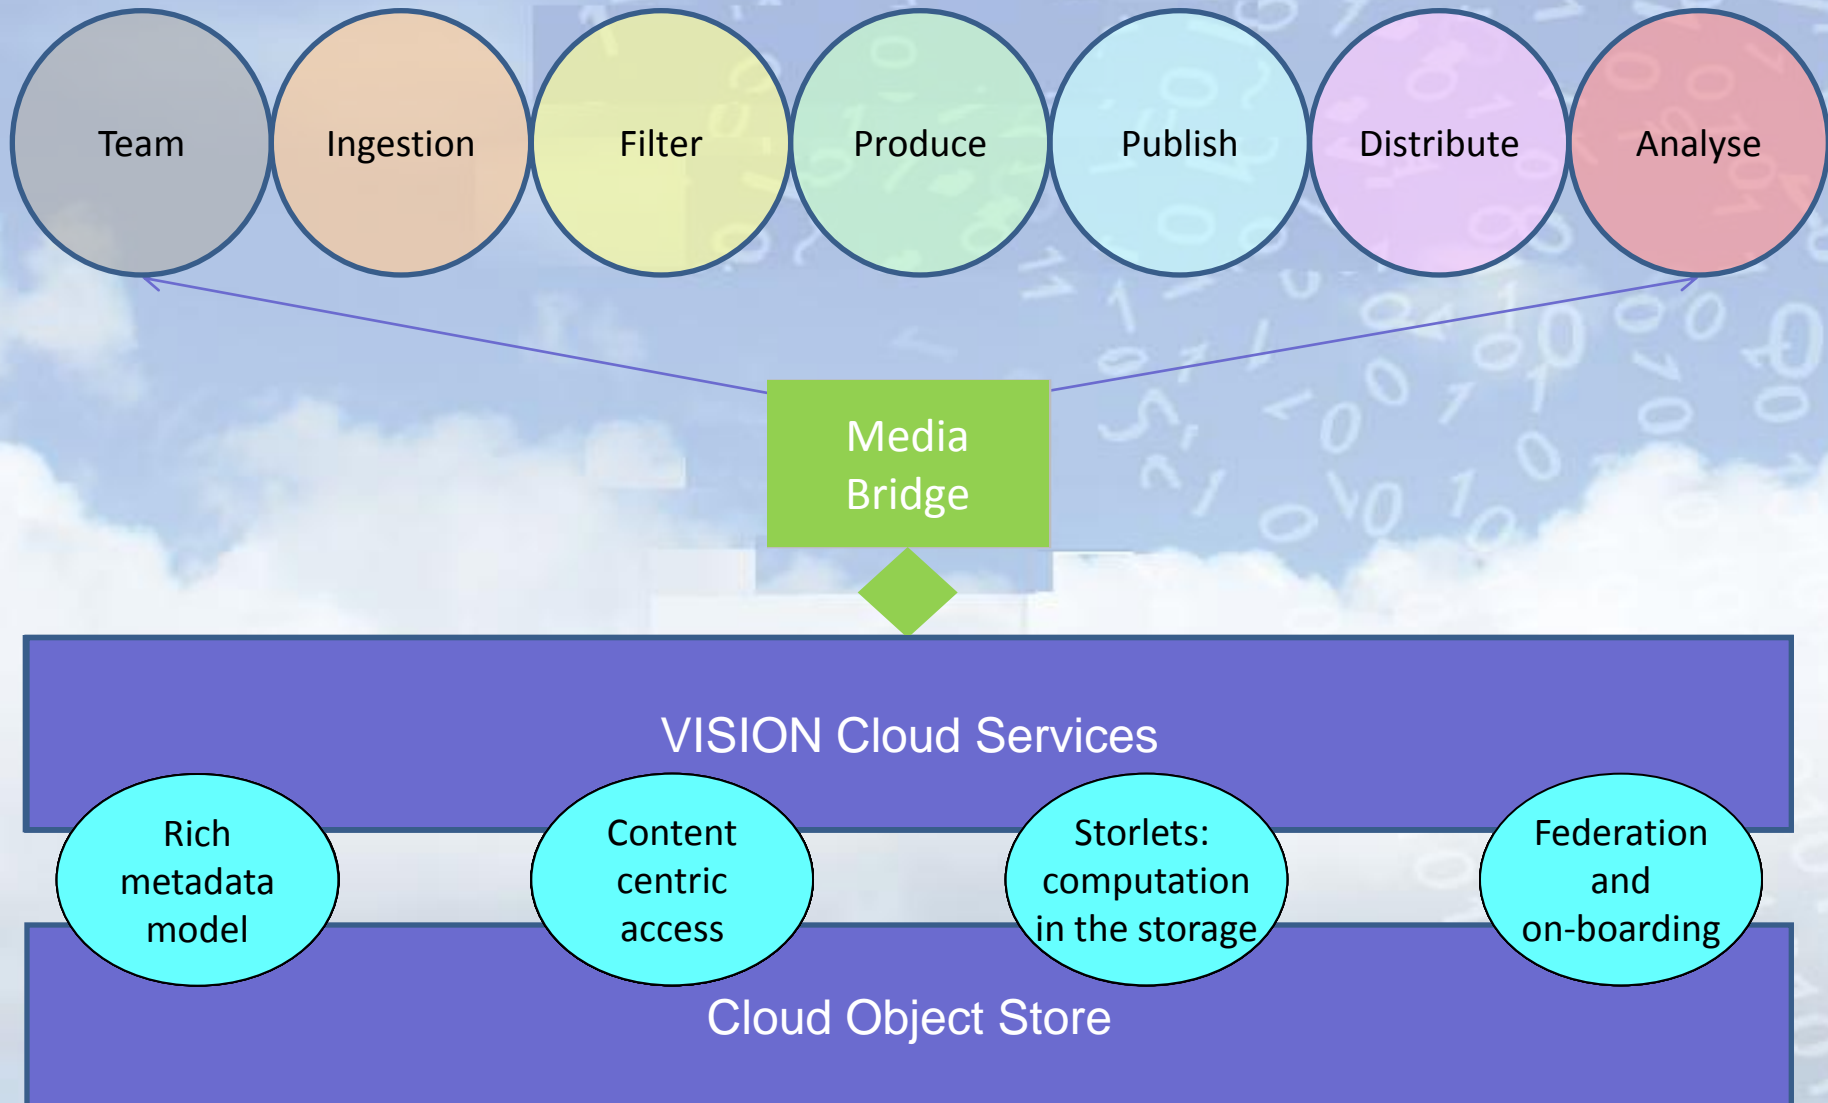 Team
Ingestion
Filter
Produce
Publish
Distribute
Analyse
Media
Bridge
VISION Cloud Services
Rich
metadata
model
Content
centric
access
Storlets:
computation
in the storage
Federation
and
on-boarding
Cloud Object Store